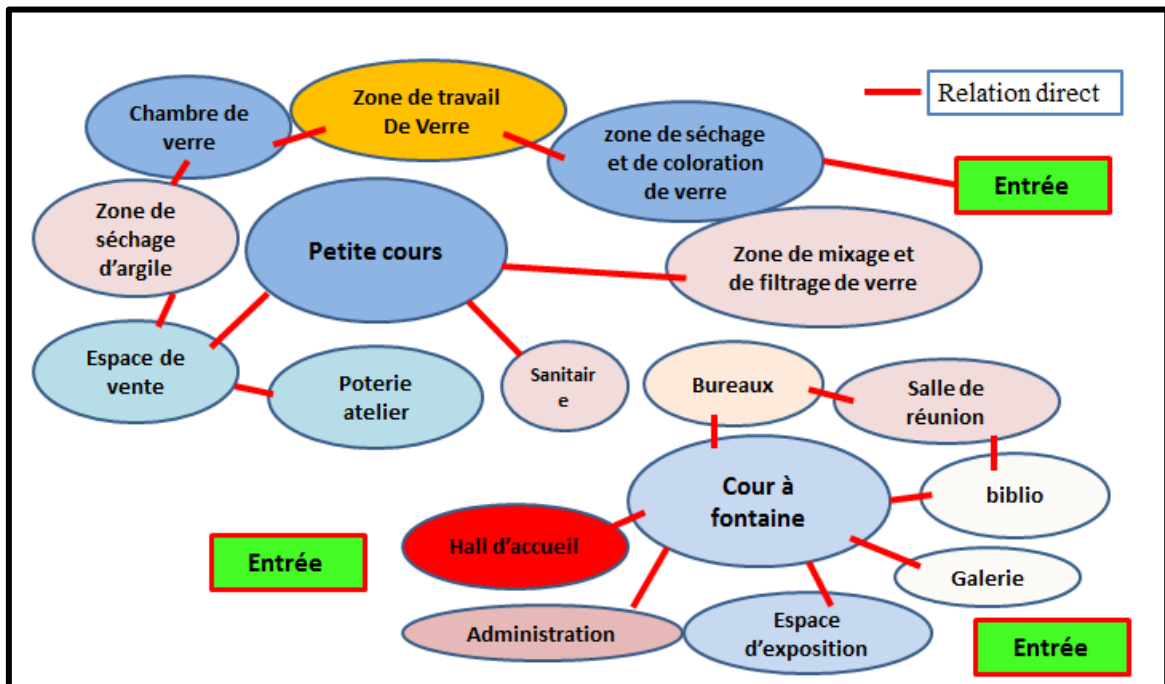 Relation direct
Chambre de
verre
Zone de travail
De Verre
zone de séchage
et de coloration
de verre
Entrée
Zone de
séchage
d'argile
Petite cours
Zone de mixage et
de filtrage de verre
Espace de
vente
Poterie
atelier
Sanitair
e
Bureaux
Salle de
réunion
Cour à
fontaine
biblio
Hall d'accueil
Entrée
Galerie
Administration
Espace
d'exposition
Entrée